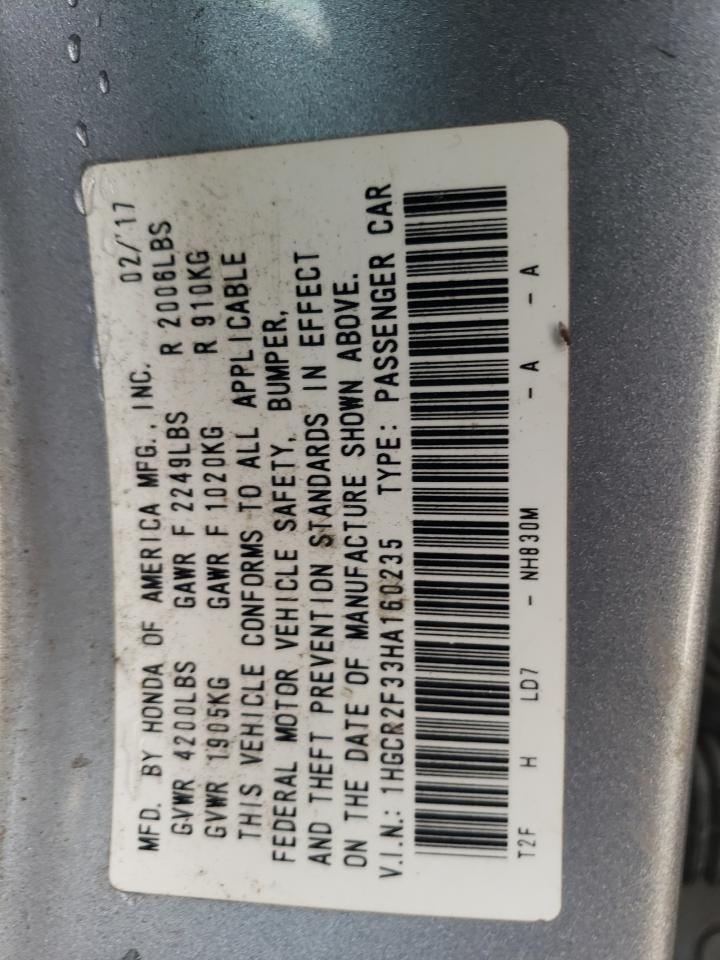 MFD. BY HONDA OF AMERICA MFG., INC. 02/'17
GVWR 4200LBS GAWR F 2249LBS R 2006LBS
GVWR 1905KG GAWR F 1020KG R 910KG
THIS VEHICLE CONFORMS TO ALL APPLICABLE
FEDERAL MOTOR VEHICLE SAFETY, BUMPER,
AND THEFT PREVENTION STANDARDS IN EFFECT
ON THE DATE OF MANUFACTURE SHOWN ABOVE.
V.I.N.: 1HGCR2F33HA160235 TYPE: PASSENGER CAR
T2F H LD7 - NH830M - A - A